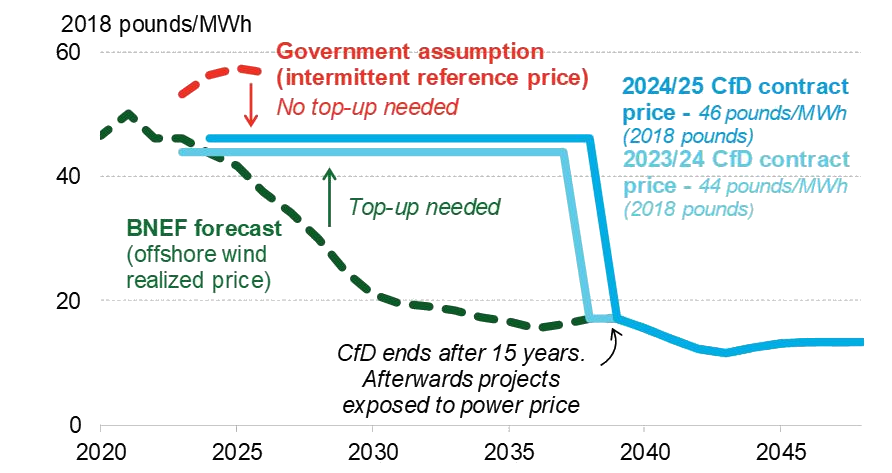 2018 pounds/MWh
60
40
20
0
Government assumption
(intermittent reference price)
No top-up needed
2024/25 CfD contract
price - 46 pounds/MWh
(2018 pounds)
2023/24 CfD contract
price - 44 pounds/MWh
(2018 pounds)
Top-up needed
BNEF forecast
(offshore wind
realized price)
CfD ends after 15 years.
Afterwards projects
exposed to power price
2020 2025 2030 2035 2040 2045